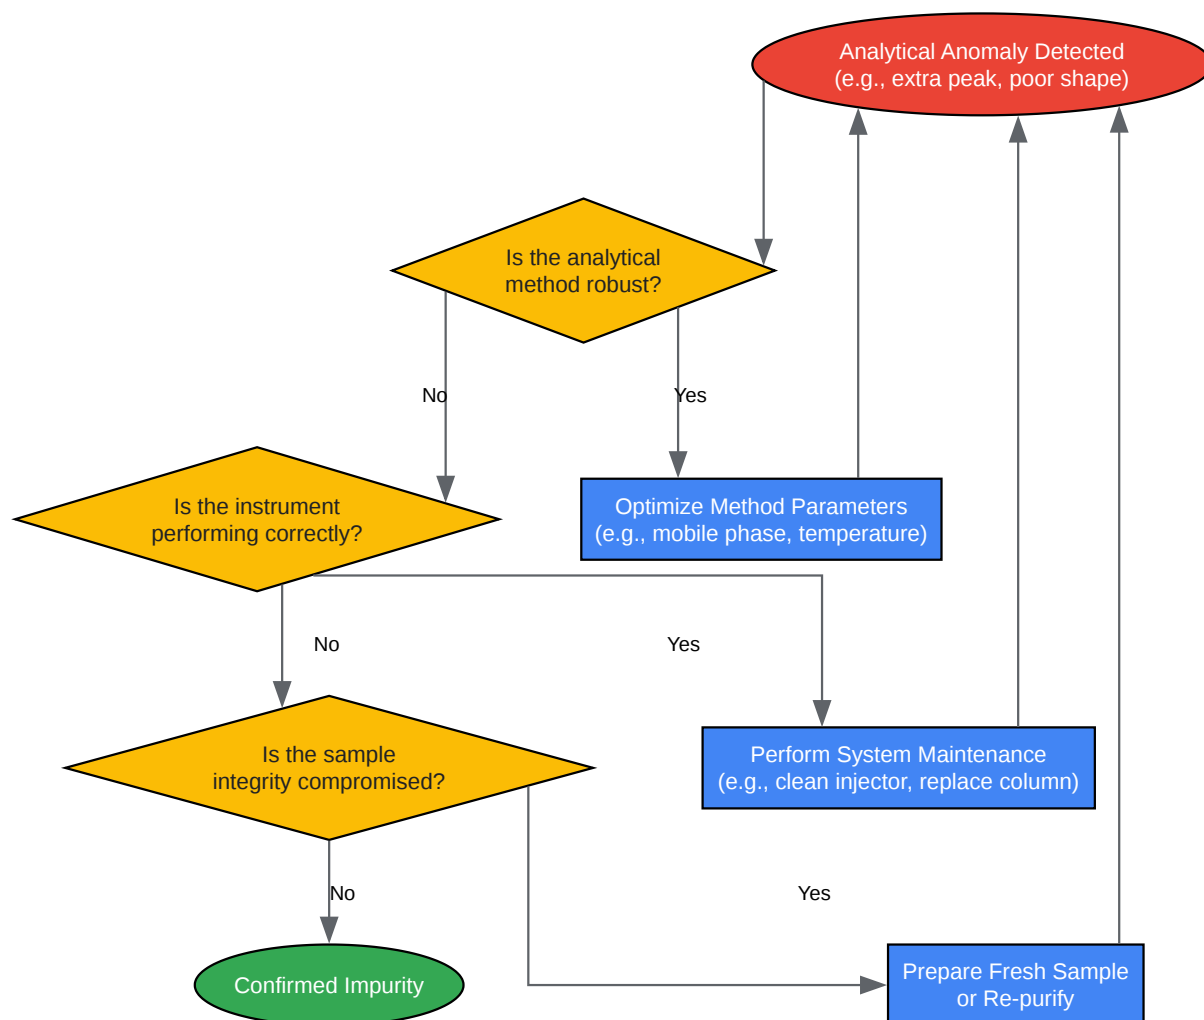 Analytical Anomaly Detected
(e.g., extra peak, poor shape)
Is the analytical
method robust?
No
Yes
Is the instrument
performing correctly?
Optimize Method Parameters
(e.g., mobile phase, temperature)
No
Yes
Is the sample
integrity compromised?
Perform System Maintenance
(e.g., clean injector, replace column)
No
Yes
Confirmed Impurity
Prepare Fresh Sample
or Re-purify